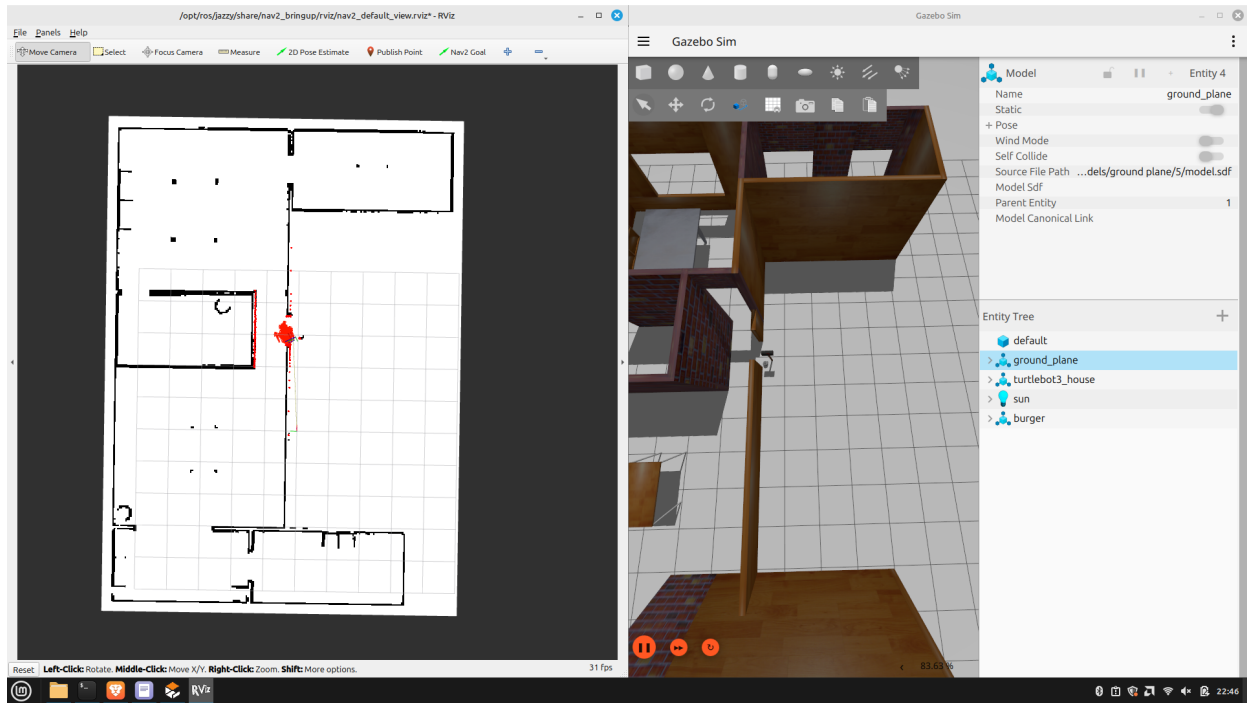 /opt/ros/jazzy/share/nav2_bringup/rviz/nav2_default_view.rviz* - RViz
File Panels Help
Move Camera Select Focus Camera Measure 2D Pose Estimate Publish Point Nav2 Goal
Reset Left-Click: Rotate. Middle-Click: Move X/Y. Right-Click: Zoom. Shift: More options. 31 fps
Gazebo Sim
Gazebo Sim
Model Entity 4
Name ground_plane
Static
+ Pose
Wind Mode
Self Collide
Source File Path ...dels/ground plane/5/model.sdf
Model Sdf
Parent Entity 1
Model Canonical Link
Entity Tree
default
ground_plane
turtlebot3_house
sun
burger
83.63 %
RViz
22:46